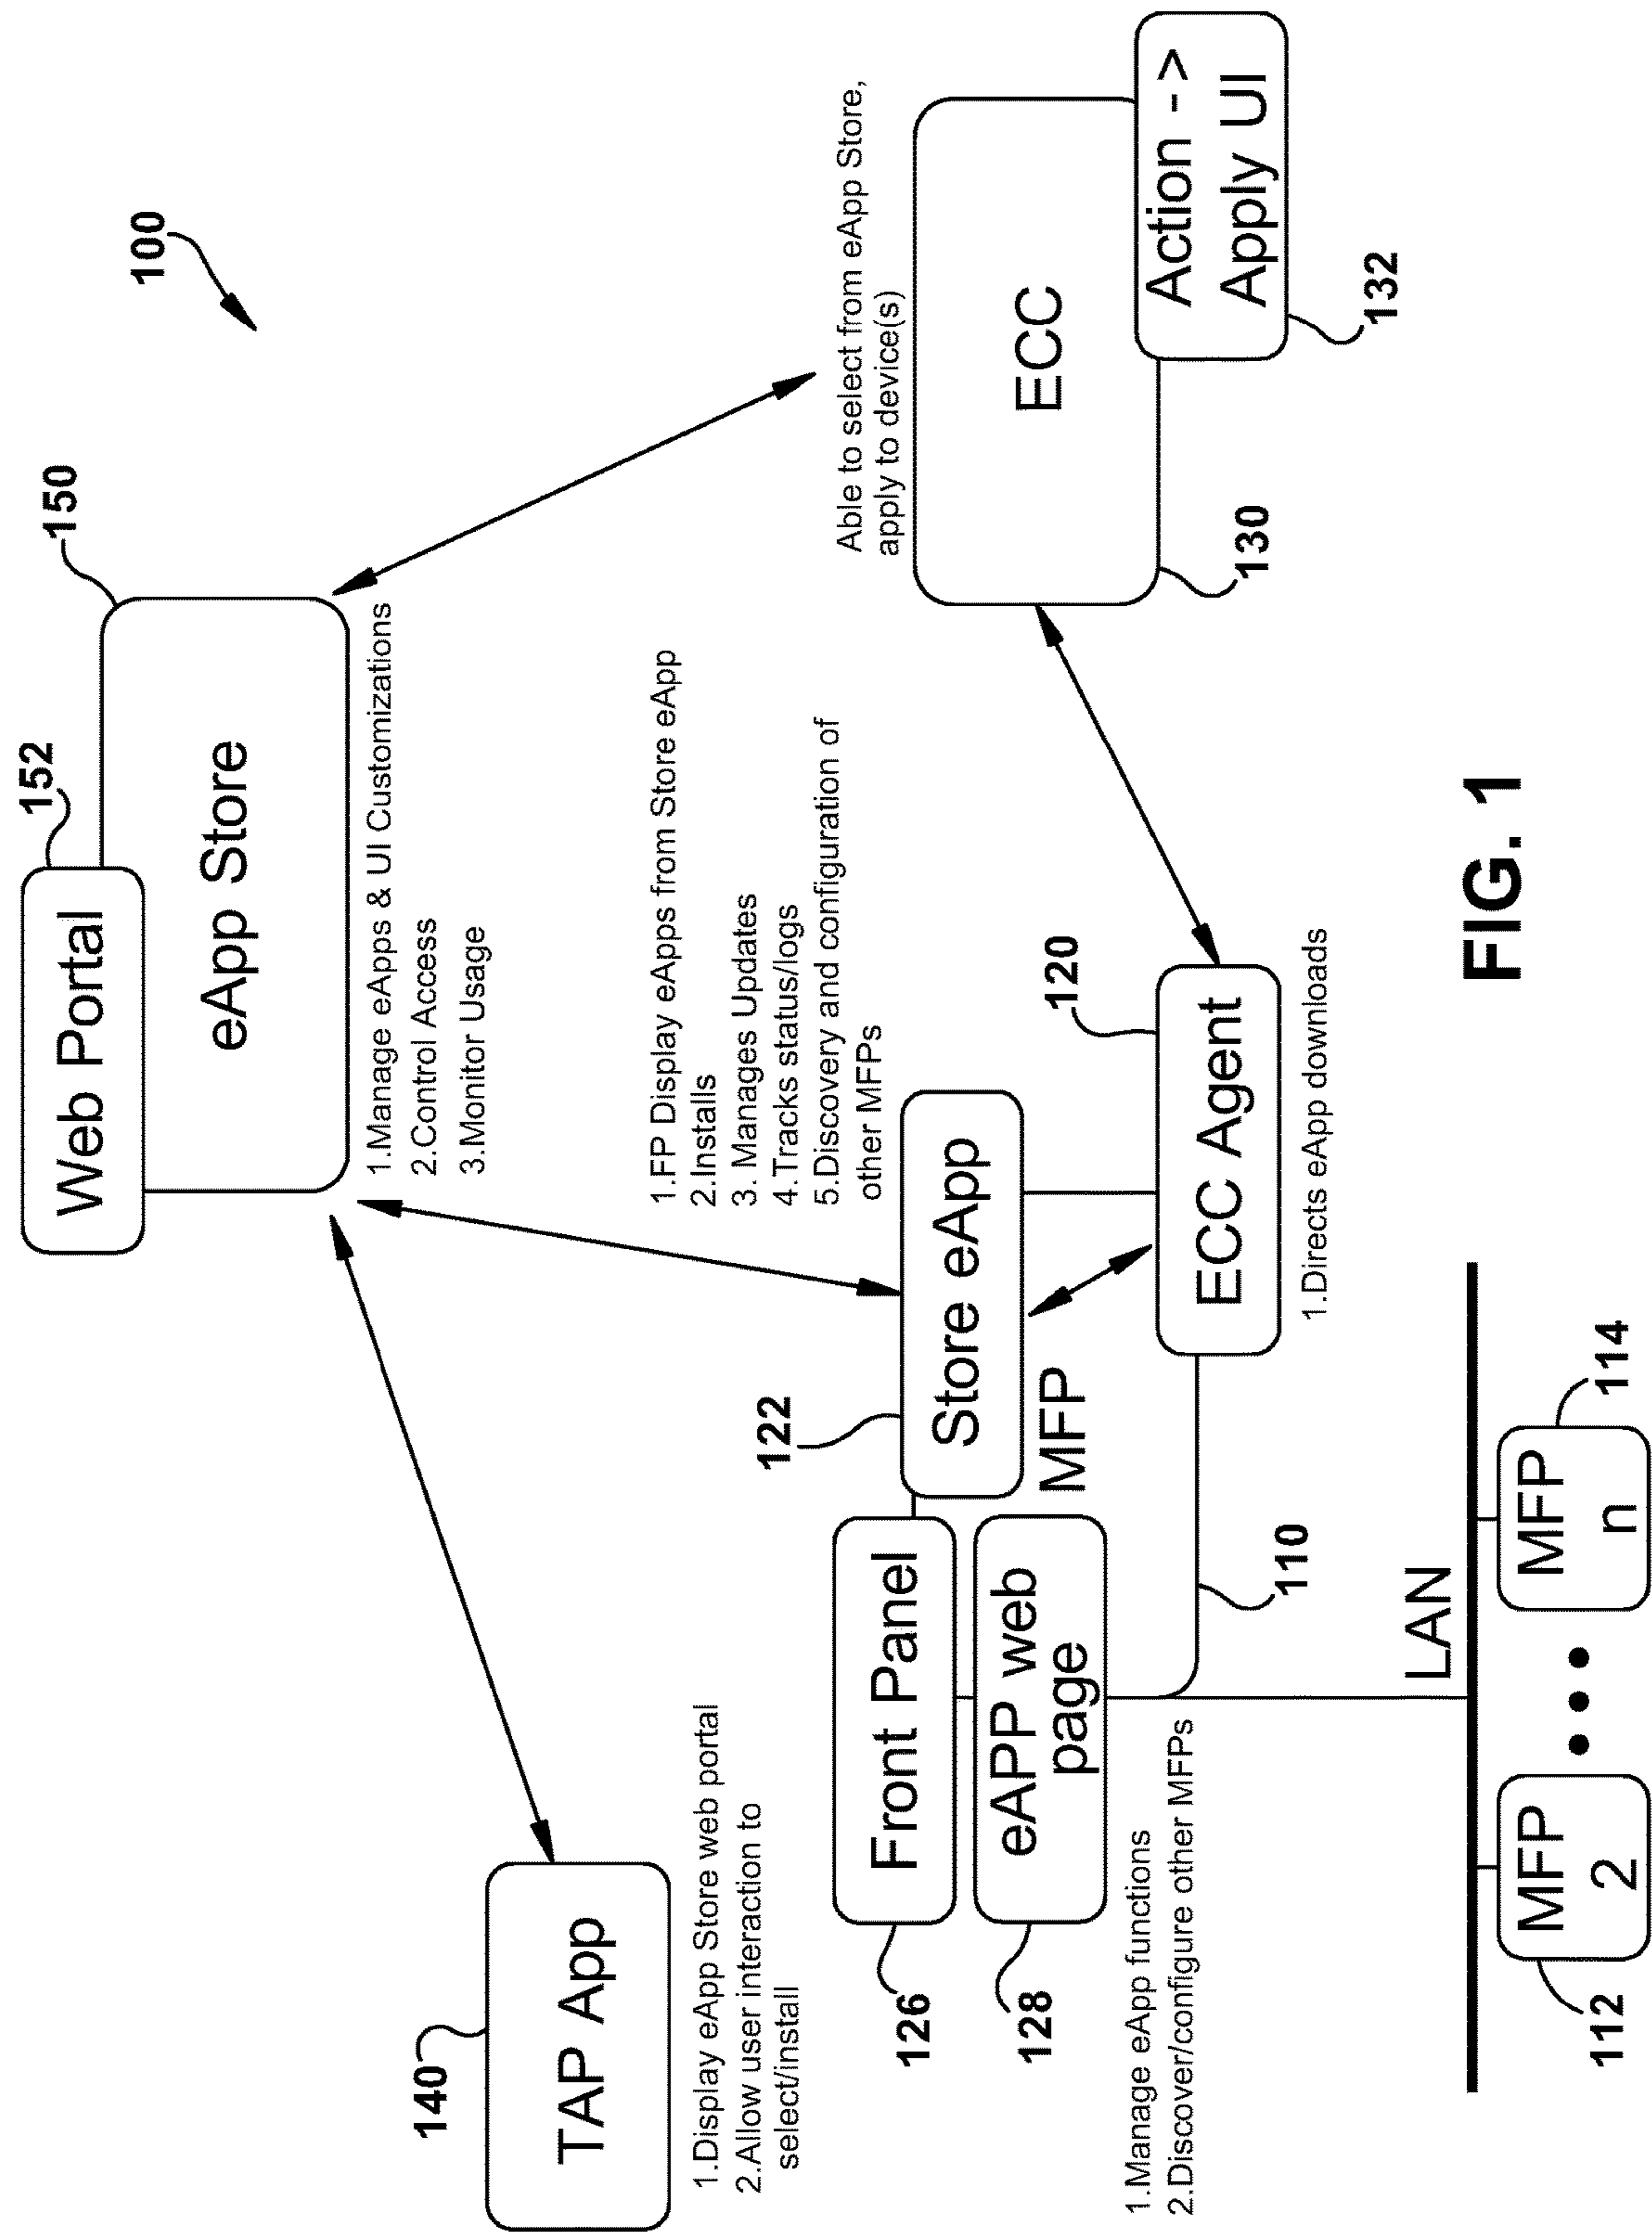 100
152
150
Web Portal
eApp Store
1.Manage eApps & UI Customizations
2.Control Access
3.Monitor Usage
140
TAP App
1.Display eApp Store web portal
2.Allow user interaction to
select/install
1.FP Display eApps from Store eApp
2.Installs
3. Manages Updates
4.Tracks status/logs
5.Discovery and configuration of
other MFPs
Able to select from eApp Store,
apply to device(s)
ECC
Action - >
Apply UI
130
132
122
126
Front Panel
Store eApp
128
eAPP web
page
MFP
120
ECC Agent
1.Directs eApp downloads
1.Manage eApp functions
2.Discover/configure other MFPs
110
LAN
112
MFP
2
MFP
n
114
FIG. 1